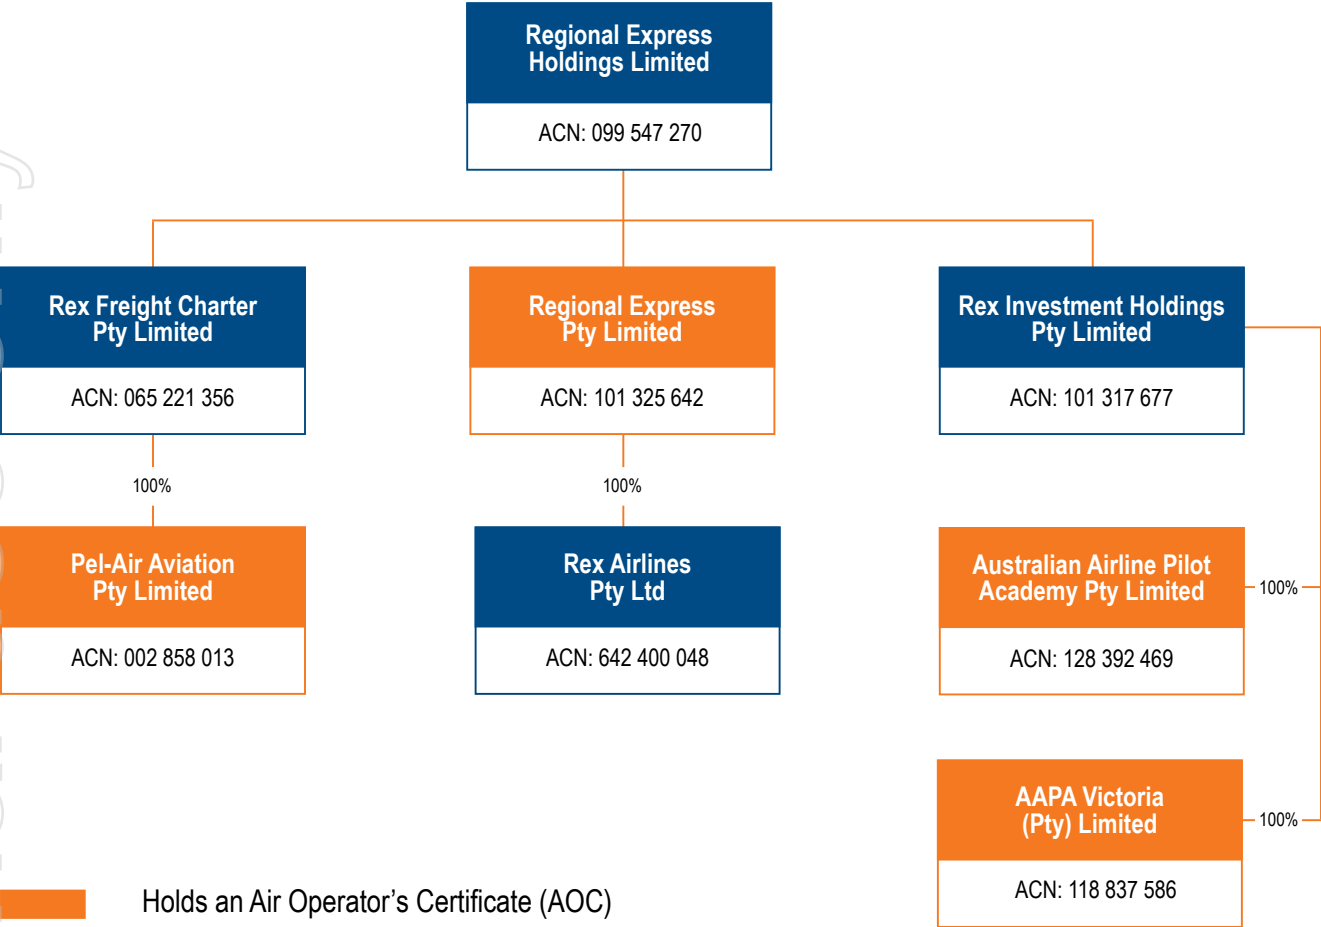 Regional Express
Holdings Limited
ACN: 099 547 270
Rex Freight Charter
Pty Limited
ACN: 065 221 356
Regional Express
Pty Limited
ACN: 101 325 642
Rex Investment Holdings
Pty Limited
ACN: 101 317 677
100%
100%
Pel-Air Aviation
Pty Limited
ACN: 002 858 013
Rex Airlines
Pty Ltd
ACN: 642 400 048
Australian Airline Pilot
Academy Pty Limited
ACN: 128 392 469
100%
AAPA Victoria
(Pty) Limited
ACN: 118 837 586
100%
Holds an Air Operator’s Certificate (AOC)